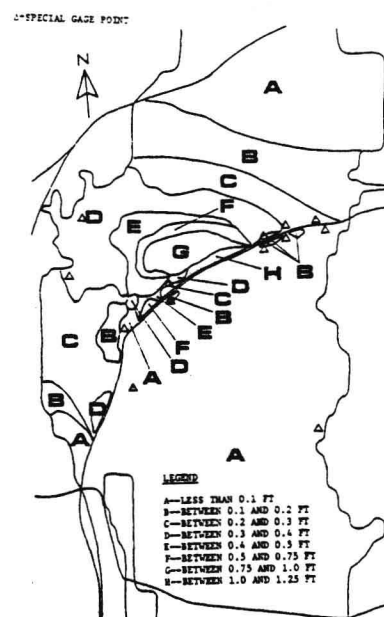 △-SPECIAL GAGE POINT
N
A
B
C
D
E
F
G
H
B
D
C
B
E
F
D
A
C
B
B
D
A
A
LEGEND
A--LESS THAN 0.1 FT
B--BETWEEN 0.1 AND 0.2 FT
C--BETWEEN 0.2 AND 0.3 FT
D--BETWEEN 0.3 AND 0.4 FT
E--BETWEEN 0.4 AND 0.5 FT
F--BETWEEN 0.5 AND 0.75 FT
G--BETWEEN 0.75 AND 1.0 FT
H--BETWEEN 1.0 AND 1.25 FT